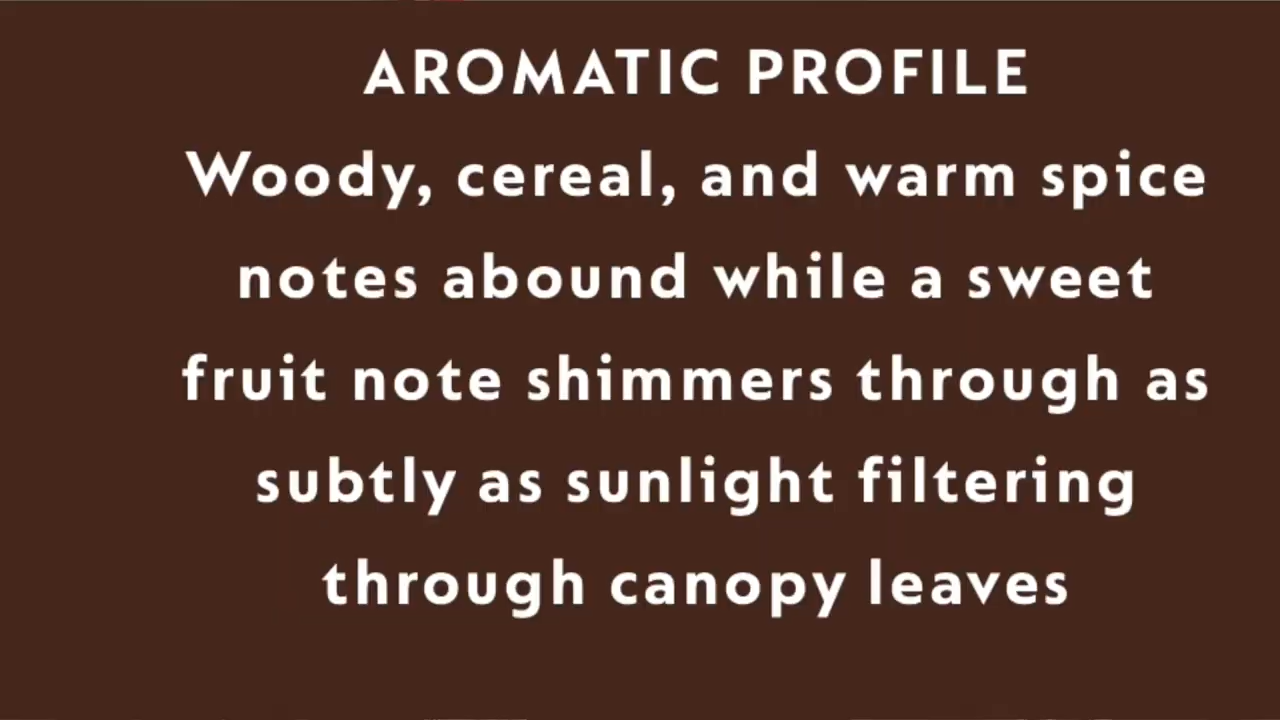 AROMATIC PROFILE
Woody, cereal, and warm spice
notes abound while a sweet
fruit note shimmers through as
subtly as sunlight filtering
through canopy leaves